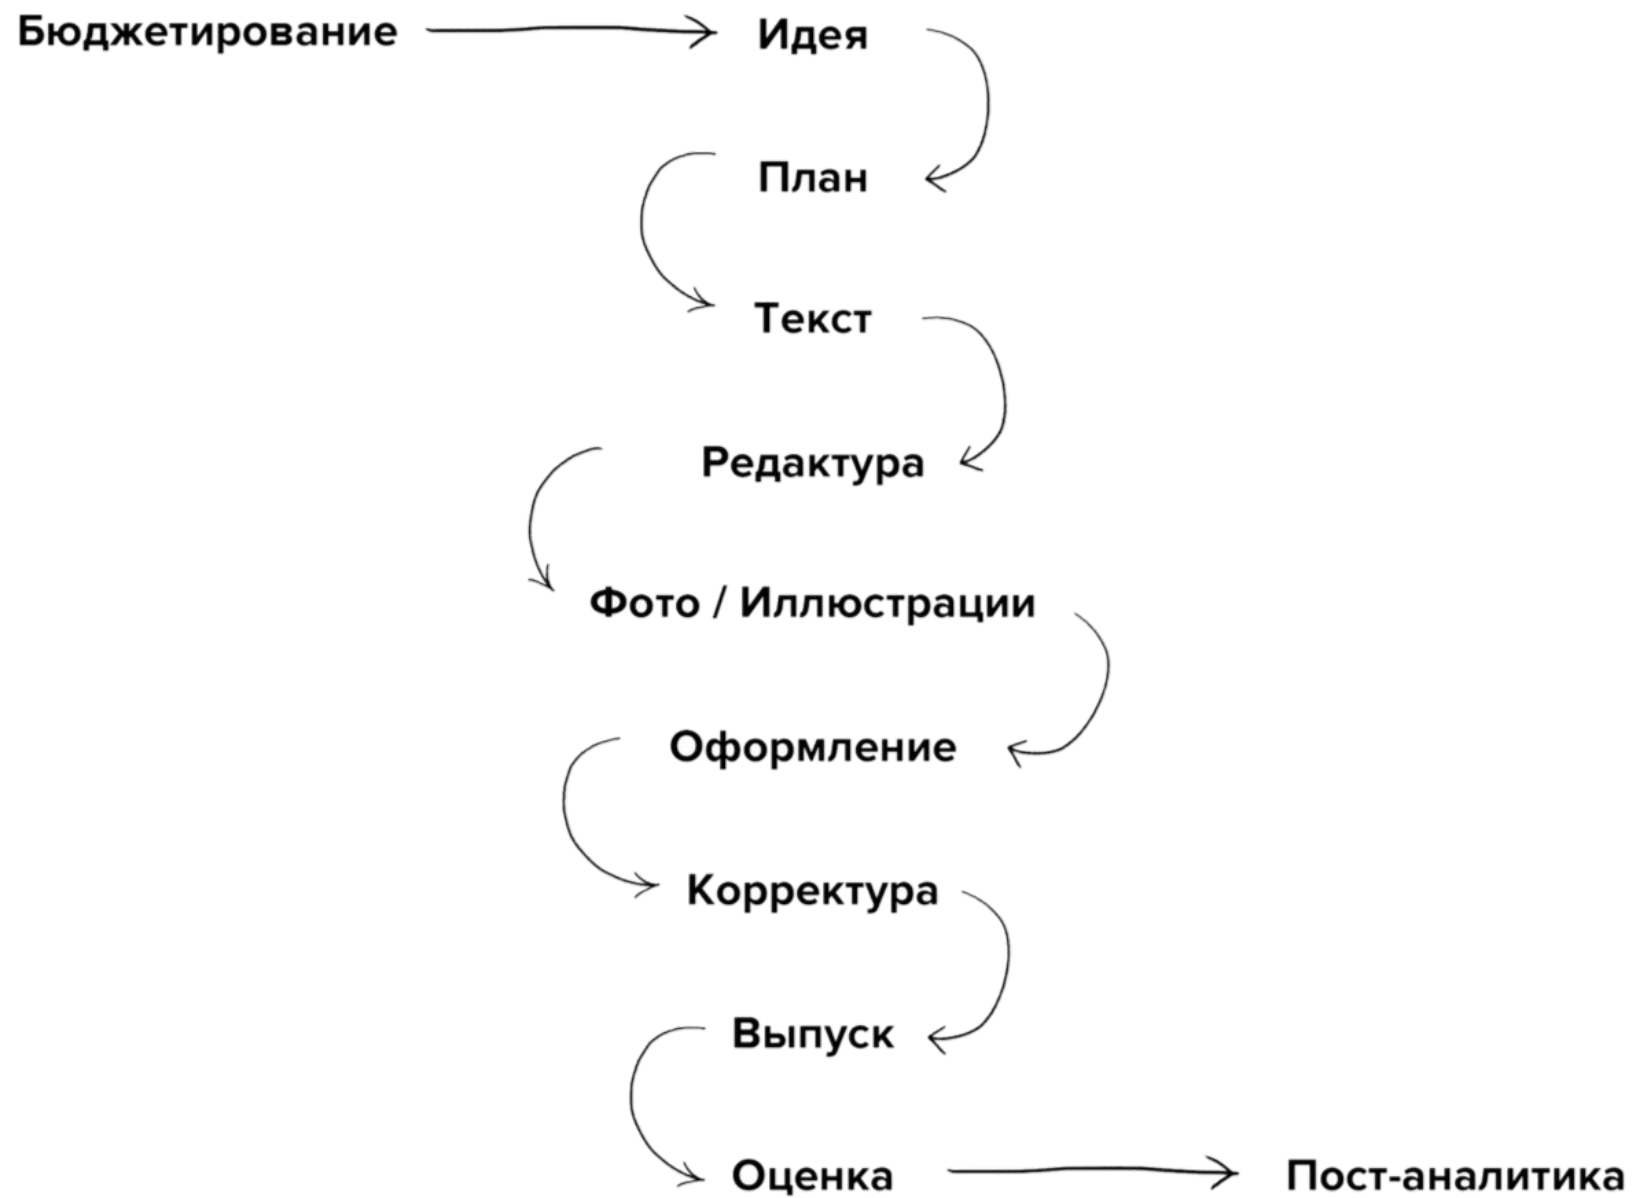 Бюджетирование
Идея
План
Текст
Редактура
Фото / Иллюстрации
Оформление
Корректура
Выпуск
Оценка
Пост-аналитика